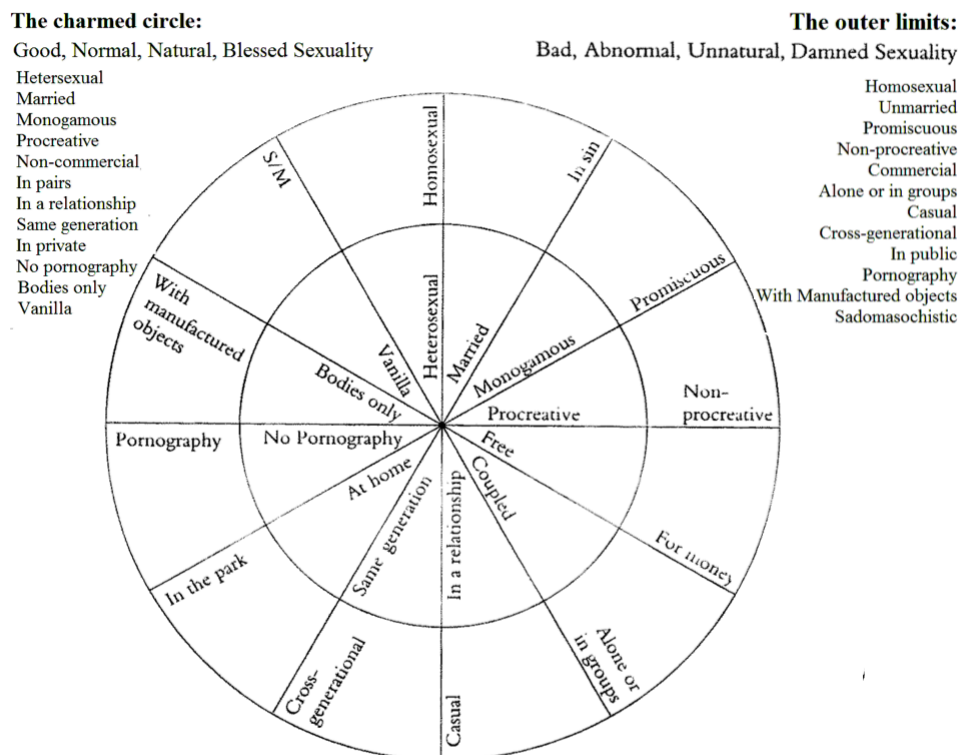 The charmed circle:
Good, Normal, Natural, Blessed Sexuality
Hetersexual
Married
Monogamous
Procreative
Non-commercial
In pairs
In a relationship
Same generation
In private
No pornography
Bodies only
Vanilla
The outer limits:
Bad, Abnormal, Unnatural, Damned Sexuality
Homosexual
Unmarried
Promiscuous
Non-procreative
Commercial
Alone or in groups
Casual
Cross-generational
In public
Pornography
With Manufactured objects
Sadomasochistic
Homosexual
In sin
Promiscuous
Non-
procreative
For money
Alone or
in groups
Casual
Cross-
generational
In the park
Pornography
With
manufactured
objects
S/M
Heterosexual
Married
Monogamous
Procreative
Free
Coupled
In a relationship
Same generation
At home
No Pornography
Bodies only
Vanilla